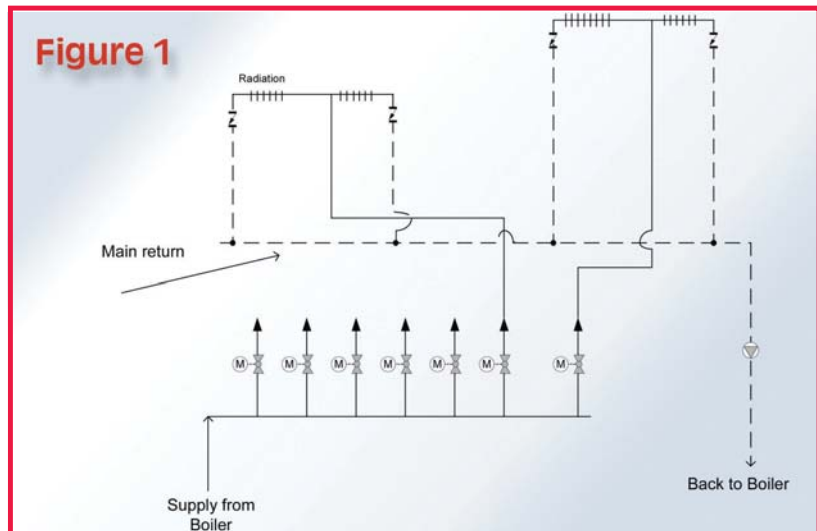 Figure 1
Radiation
Main return
M M M M M M M
Supply from
Boiler
Back to Boiler